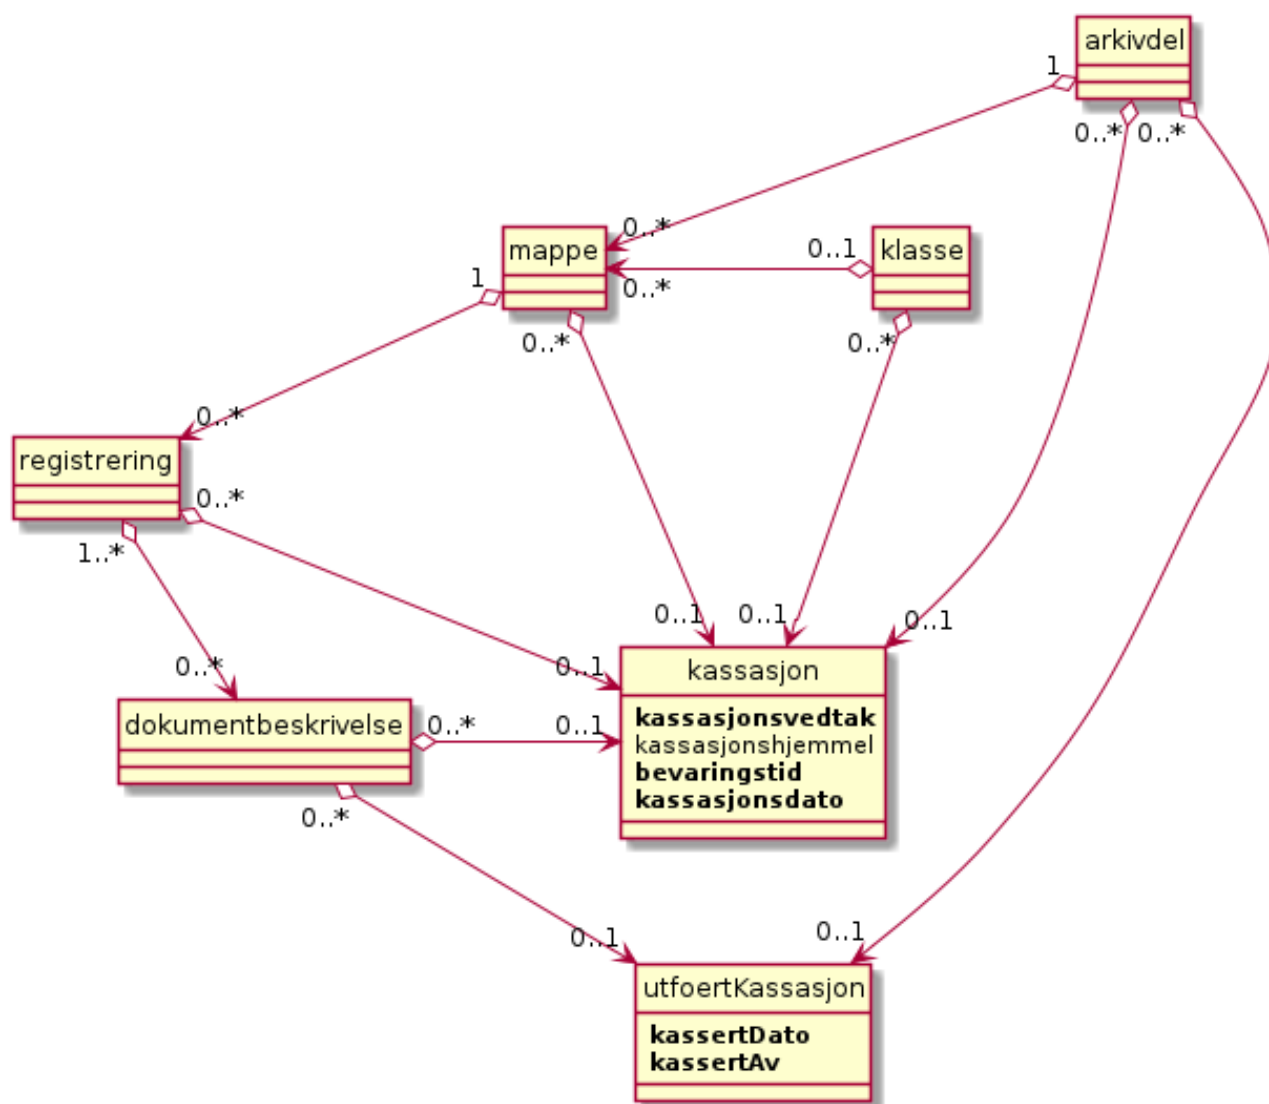 arkivdel
1
0..*
0..*
0..*
mappe
0..1
klasse
1
0..*
0..*
0..*
0..*
registrering
0..*
1..*
0..1
0..1
0..1
0..*
0..1
kassasjon
dokumentbeskrivelse
0..*
0..1
kassasjonsvedtak
kassasjonshjemmel
bevaringstid
kassasjonsdato
0..*
0..1
0..1
utfoertKassasjon
kassertDato
kassertAv